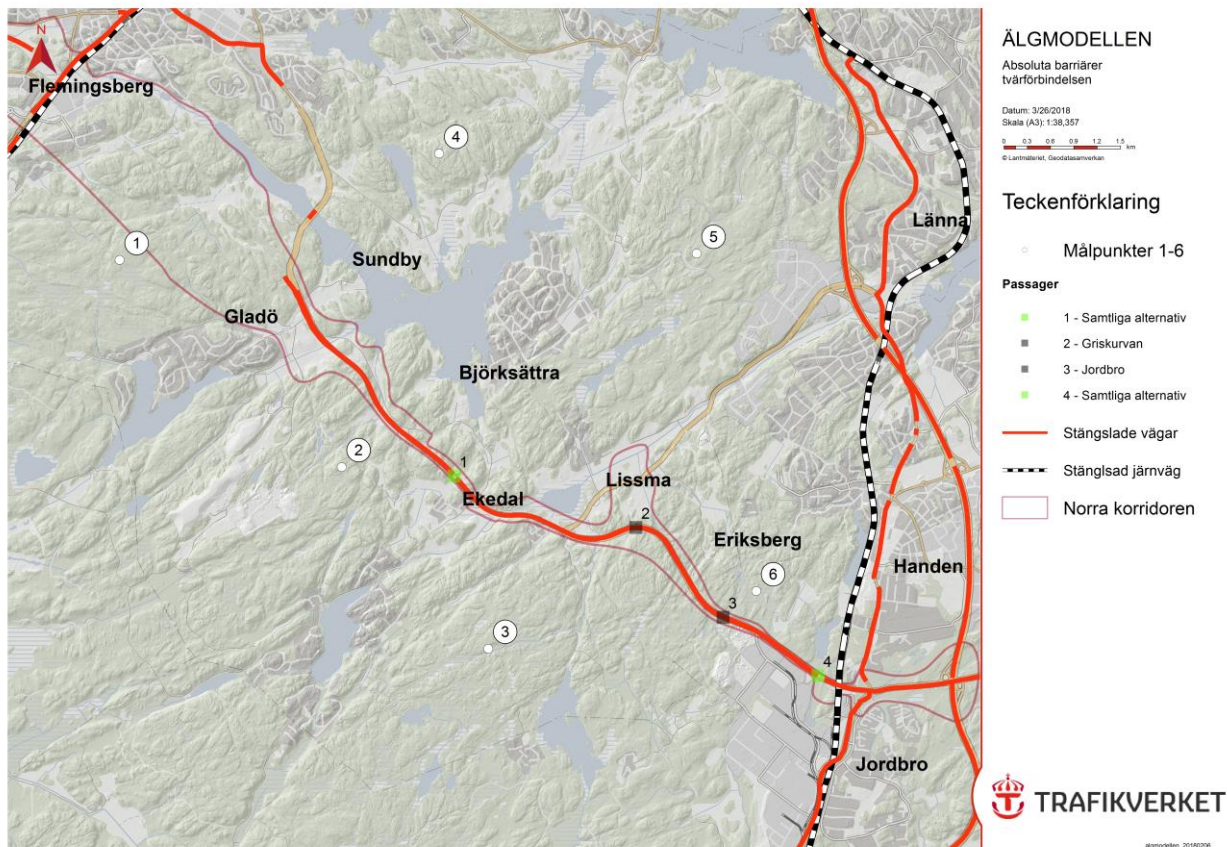 N
Flemingsberg
4
1
5
Länna
Sundby
Gladö
Björksättra
2
1
Ekedal
Lissma
2
Eriksberg
Handen
6
3
3
4
Jordbro
ÄLGMODELLEN
Absoluta barriärer
tvärförbindelsen
Datum: 3/26/2018
Skala (A3): 1:38,357
0 0.3 0.6 0.9 1.2 1.5
km
© Lantmäteriet, Geodatasamverkan
Teckenförklaring
Målpunkter 1-6
Passager
1 - Samtliga alternativ
2 - Griskurvan
3 - Jordbro
4 - Samtliga alternativ
Stängslade vägar
Stänglsad järnväg
Norra korridoren
TRAFIKVERKET
algmodellen_20180206